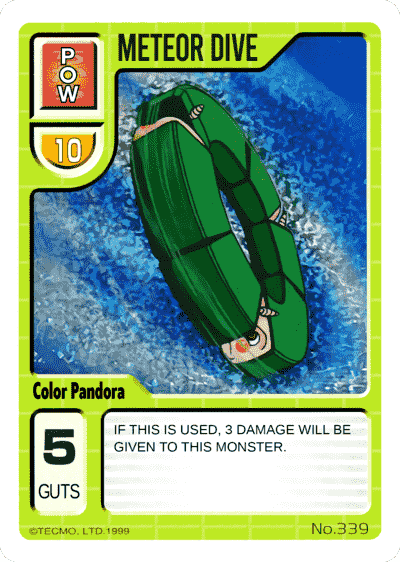 POW
METEOR DIVE
10
Color Pandora
5
GUTS
IF THIS IS USED, 3 DAMAGE WILL BE
GIVEN TO THIS MONSTER.
©TECMO, LTD.1999
No.339